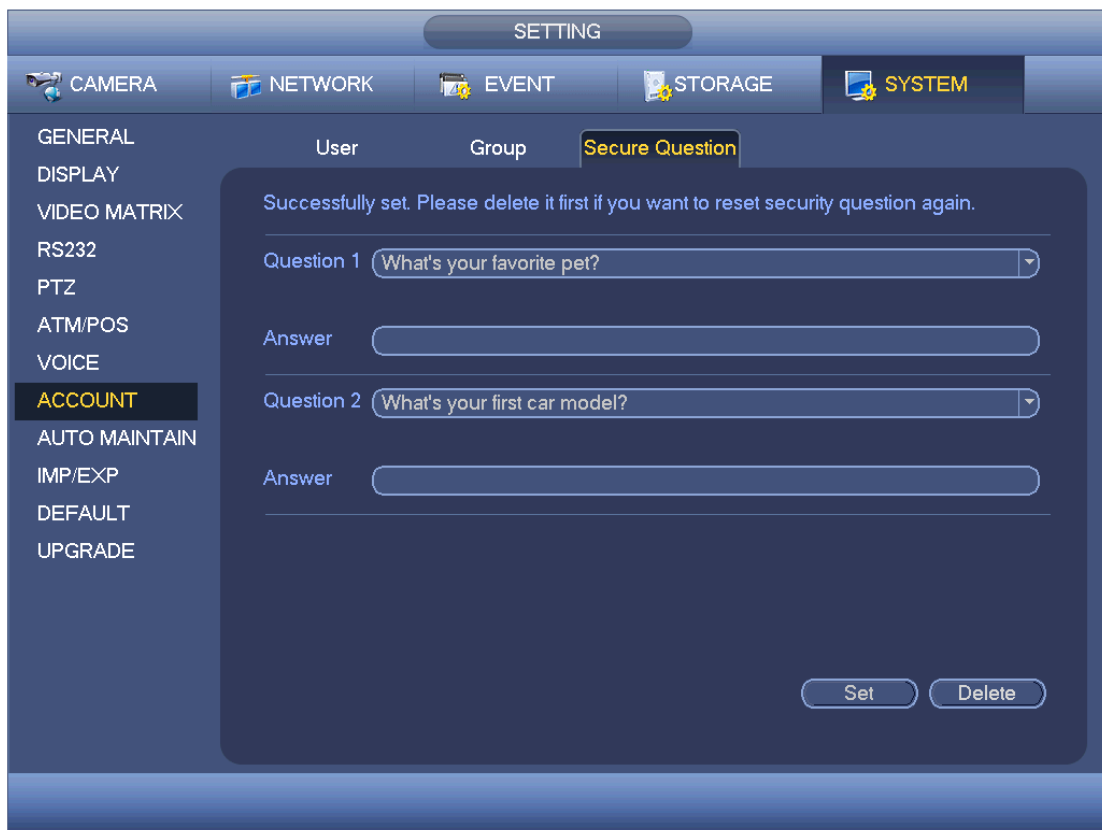 SETTING
CAMERA
NETWORK
EVENT
STORAGE
SYSTEM
GENERAL
DISPLAY
VIDEO MATRIX
RS232
PTZ
ATM/POS
VOICE
ACCOUNT
AUTO MAINTAIN
IMP/EXP
DEFAULT
UPGRADE
User
Group
Secure Question
Successfully set. Please delete it first if you want to reset security question again.
Question 1 What's your favorite pet?
Answer
Question 2 What's your first car model?
Answer
Set
Delete